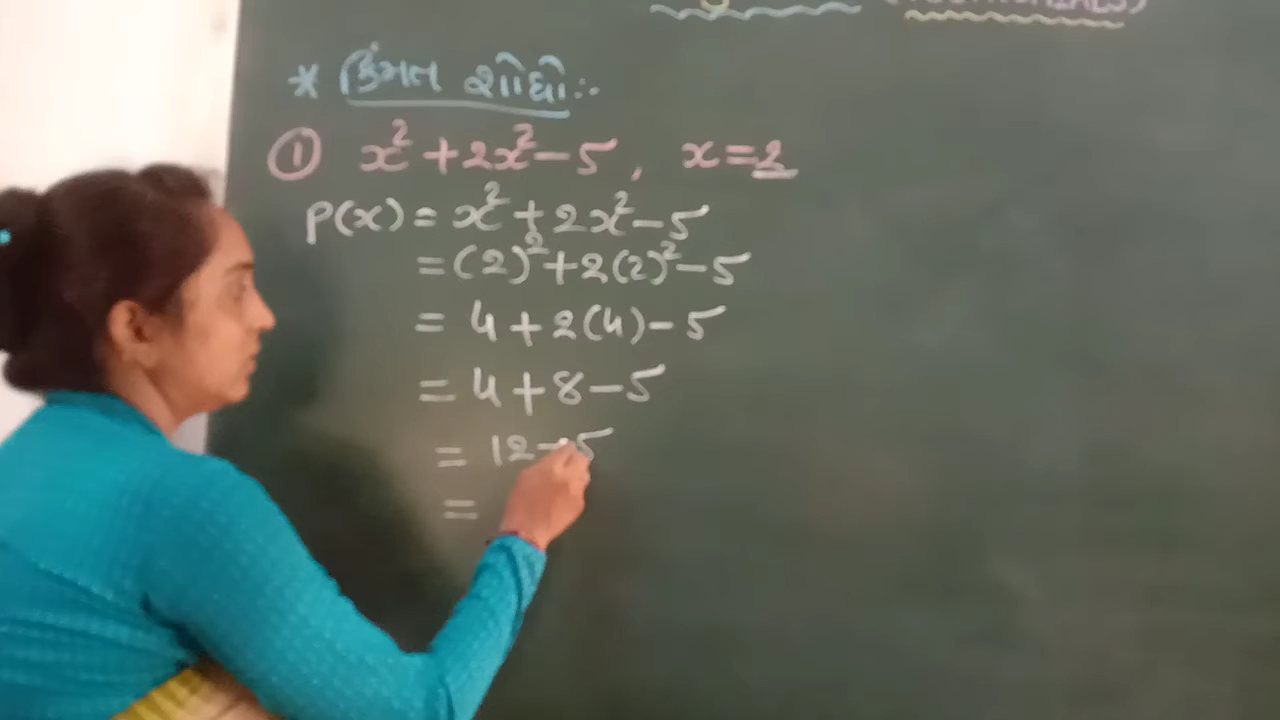 * કિંમત શોધો :-
① x² + 2x² - 5 , x = 2
P(x) = x² + 2x² - 5
= (2)² + 2(2)² - 5
= 4 + 2(4) - 5
= 4 + 8 - 5
= 12 - 5
=